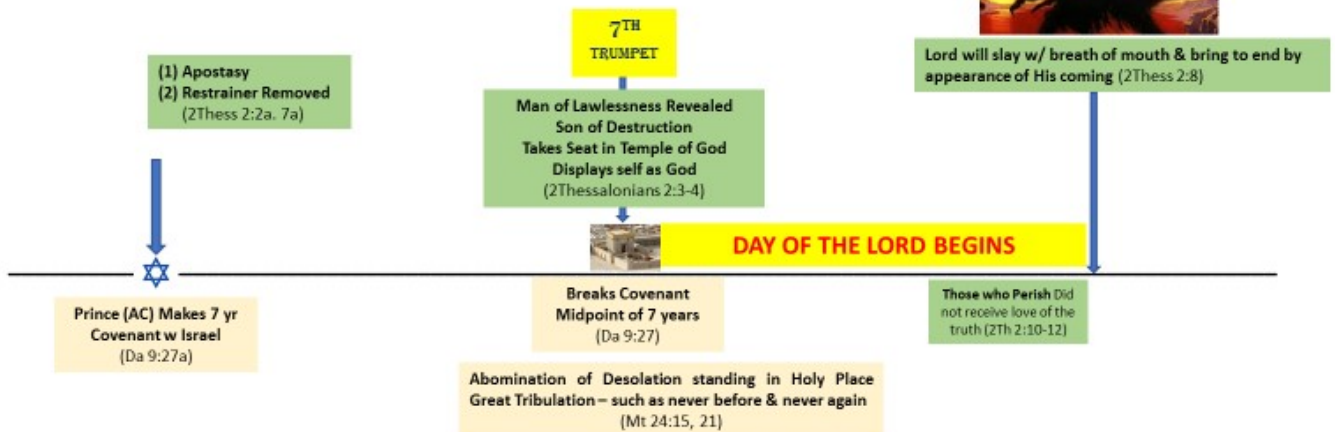 7TH
TRUMPET
Lord will slay w/ breath of mouth & bring to end by
appearance of His coming (2Thess 2:8)
(1) Apostasy
(2) Restrainer Removed
(2Thess 2:2a. 7a)
Man of Lawlessness Revealed
Son of Destruction
Takes Seat in Temple of God
Displays self as God
(2Thessalonians 2:3-4)
DAY OF THE LORD BEGINS
Prince (AC) Makes 7 yr
Covenant w Israel
(Da 9:27a)
Breaks Covenant
Midpoint of 7 years
(Da 9:27)
Those who Perish Did
not receive love of the
truth (2Th 2:10-12)
Abomination of Desolation standing in Holy Place
Great Tribulation – such as never before & never again
(Mt 24:15, 21)